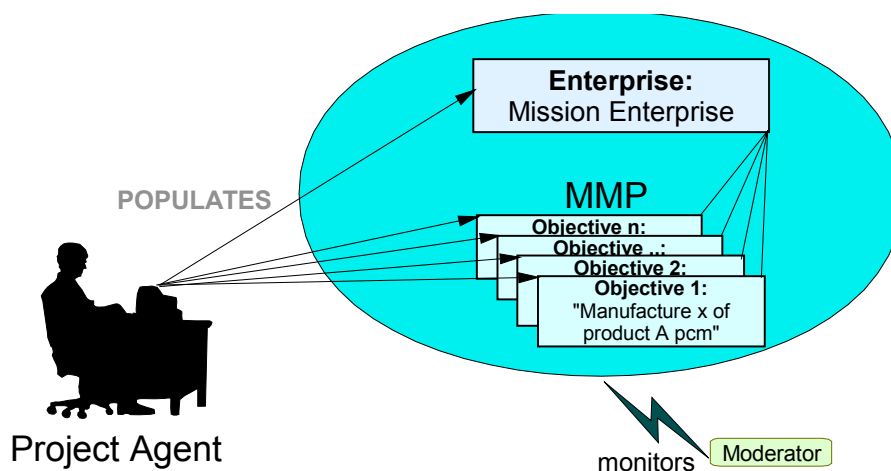 Enterprise:
Mission Enterprise
POPULATES
MMP
Objective n:
Objective ..:
Objective 2:
Objective 1:
"Manufacture x of
product A pcm"
Project Agent
monitors
Moderator